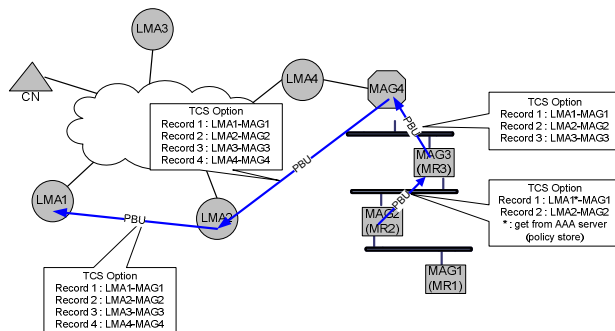 LMA3
CN
LMA4
MAG4
TCS Option
Record 1 : LMA1-MAG1
Record 2 : LMA2-MAG2
Record 3 : LMA3-MAG3
Record 4 : LMA4-MAG4
TCS Option
Record 1 : LMA1-MAG1
Record 2 : LMA2-MAG2
Record 3 : LMA3-MAG3
PBU
MAG3
(MR3)
PBU
TCS Option
Record 1 : LMA1*-MAG1
Record 2 : LMA2-MAG2
* : get from AAA server
(policy store)
PBU
LMA1
PBU
LMA2
MAG2
(MR2)
MAG1
(MR1)
TCS Option
Record 1 : LMA1-MAG1
Record 2 : LMA2-MAG2
Record 3 : LMA3-MAG3
Record 4 : LMA4-MAG4